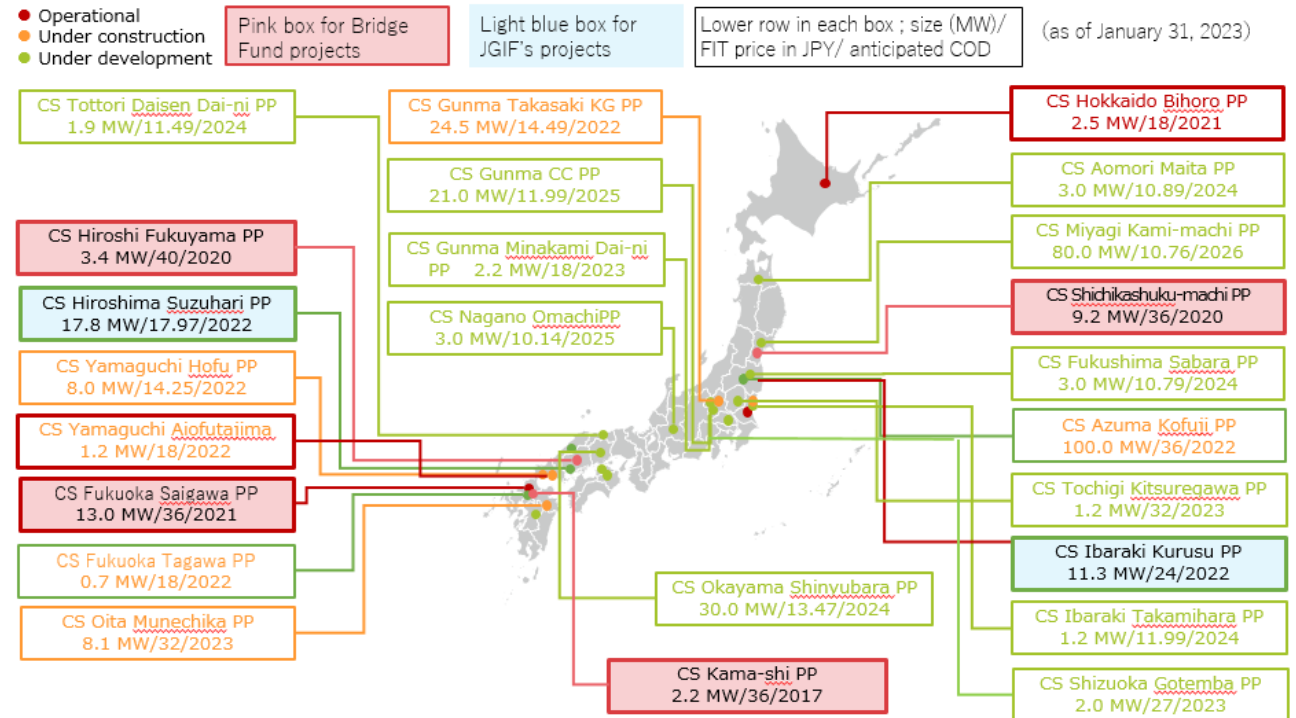 Operational
Under construction
Under development
Pink box for Bridge
Fund projects
Light blue box for
JGIF's projects
Lower row in each box ; size (MW)/
FIT price in JPY/ anticipated COD
(as of January 31, 2023)
CS Tottori Daisen Dai-ni PP
1.9 MW/11.49/2024
CS Hiroshi Fukuyama PP
3.4 MW/40/2020
CS Hiroshima Suzuhari PP
17.8 MW/17.97/2022
CS Yamaguchi Hofu PP
8.0 MW/14.25/2022
CS Yamaguchi Aiofutajima
1.2 MW/18/2022
CS Fukuoka Saigawa PP
13.0 MW/36/2021
CS Fukuoka Tagawa PP
0.7 MW/18/2022
CS Oita Munechika PP
8.1 MW/32/2023
CS Gunma Takasaki KG PP
24.5 MW/14.49/2022
CS Gunma CC PP
21.0 MW/11.99/2025
CS Gunma Minakami Dai-ni
PP 2.2 MW/18/2023
CS Nagano OmachiPP
3.0 MW/10.14/2025
CS Okayama Shinyubara PP
30.0 MW/13.47/2024
CS Kama-shi PP
2.2 MW/36/2017
CS Hokkaido Bihoro PP
2.5 MW/18/2021
CS Aomori Maita PP
3.0 MW/10.89/2024
CS Miyagi Kami-machi PP
80.0 MW/10.76/2026
CS Shichikashuku-machi PP
9.2 MW/36/2020
CS Fukushima Sabara PP
3.0 MW/10.79/2024
CS Azuma Kofuji PP
100.0 MW/36/2022
CS Tochigi Kitsuregawa PP
1.2 MW/32/2023
CS Ibaraki Kurusu PP
11.3 MW/24/2022
CS Ibaraki Takamihara PP
1.2 MW/11.99/2024
CS Shizuoka Gotemba PP
2.0 MW/27/2023